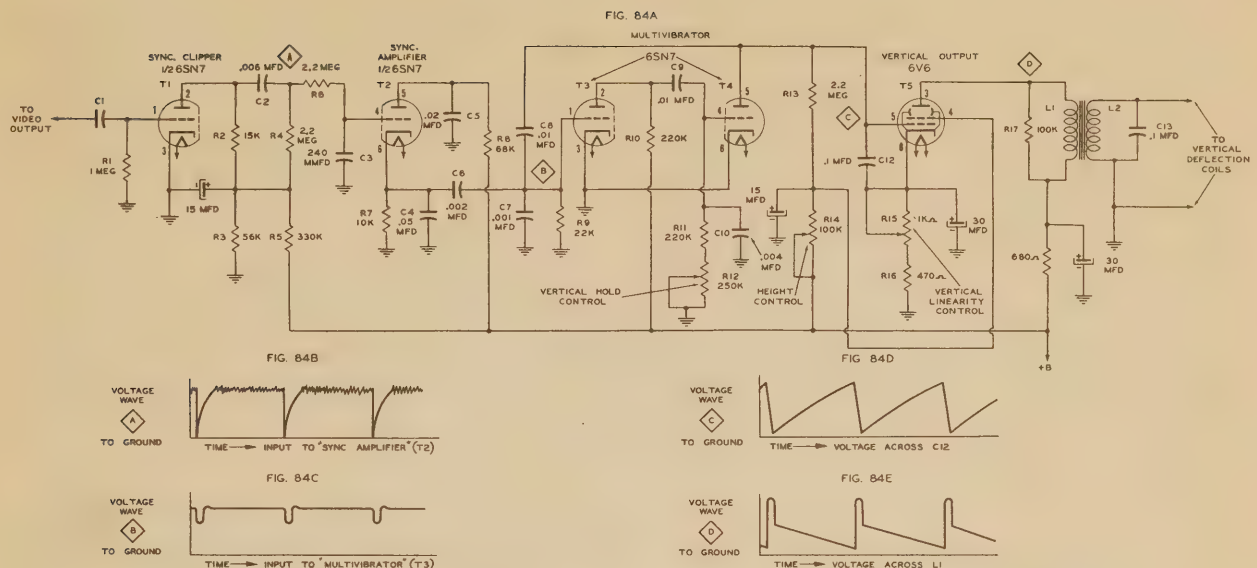 FIG. 84A
SYNC. CLIPPER
1/2 6SN7
T1
2
1
3
TO
VIDEO
OUTPUT
C1
R1
1 MEG
15 MFD
.006 MFD
C2
A
2.2 MEG
R6
R2
15K
R4
2.2
MEG
R3
56K
R5
330K
240
MMFD
C3
SYNC.
AMPLIFIER
1/2 6SN7
T2
5
4
6
.02
MFD
C5
R8
68K
R7
10K
C4
.05
MFD
C6
.002
MFD
C8
.01
MFD
B
C7
.001
MFD
R9
22K
MULTIVIBRATOR
6SN7
T3
2
1
3
C9
.01 MFD
T4
5
4
6
R10
220K
R11
220K
C10
.004
MFD
R12
250K
VERTICAL HOLD
CONTROL
2.2
MEG
R13
15
MFD
R14
100K
HEIGHT
CONTROL
C
.1 MFD
C12
VERTICAL OUTPUT
6V6
T5
3
5
4
8
R15
1KΩ
30
MFD
R16
470Ω
VERTICAL
LINEARITY
CONTROL
D
R17
100K
L1
L2
C13
.1 MFD
TO
VERTICAL
DEFLECTION
COILS
680Ω
30
MFD
+B
FIG. 84B
VOLTAGE
WAVE
A
TO GROUND
TIME → INPUT TO "SYNC AMPLIFIER" (T2)
FIG. 84C
VOLTAGE
WAVE
B
TO GROUND
TIME → INPUT TO "MULTIVIBRATOR" (T3)
FIG. 84D
VOLTAGE
WAVE
C
TO GROUND
TIME → VOLTAGE ACROSS C12
FIG. 84E
VOLTAGE
WAVE
D
TO GROUND
TIME → VOLTAGE ACROSS L1